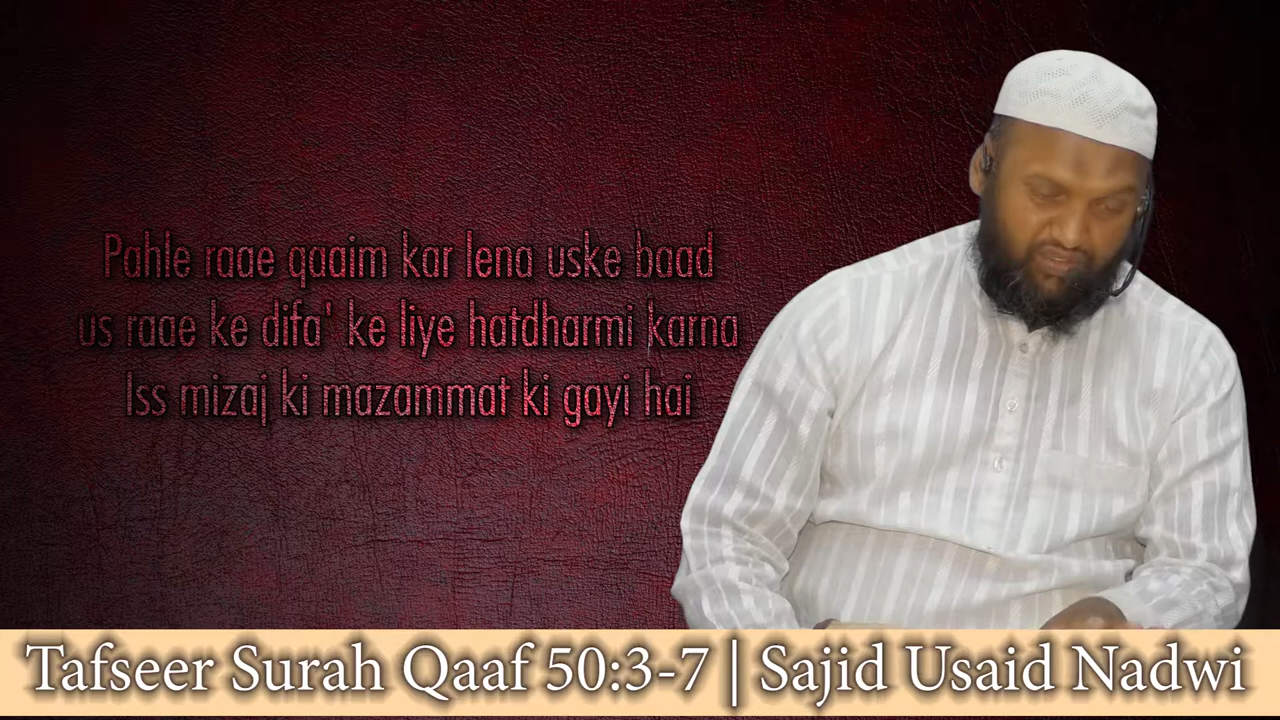 Pahle raae qaaim kar lena uske baad
us raae ke difa' ke liye hatdharmi karna
Iss mizaj ki mazammat ki gayi hai
Tafseer Surah Qaaf 50:3-7 | Sajid Usaid Nadwi